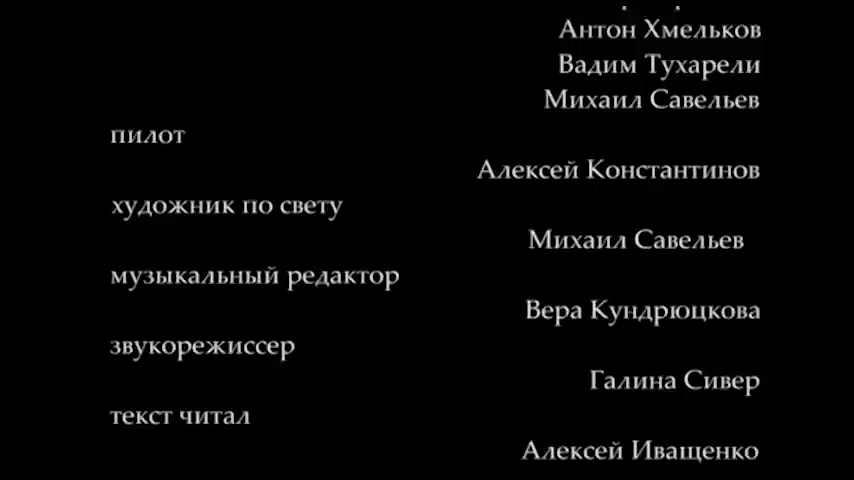 Антон Хмельков
Вадим Тухарели
Михаил Савельев
пилот
Алексей Константинов
художник по свету
Михаил Савельев
музыкальный редактор
Вера Кундрюцкова
звукорежиссер
Галина Сивер
текст читал
Алексей Иващенко